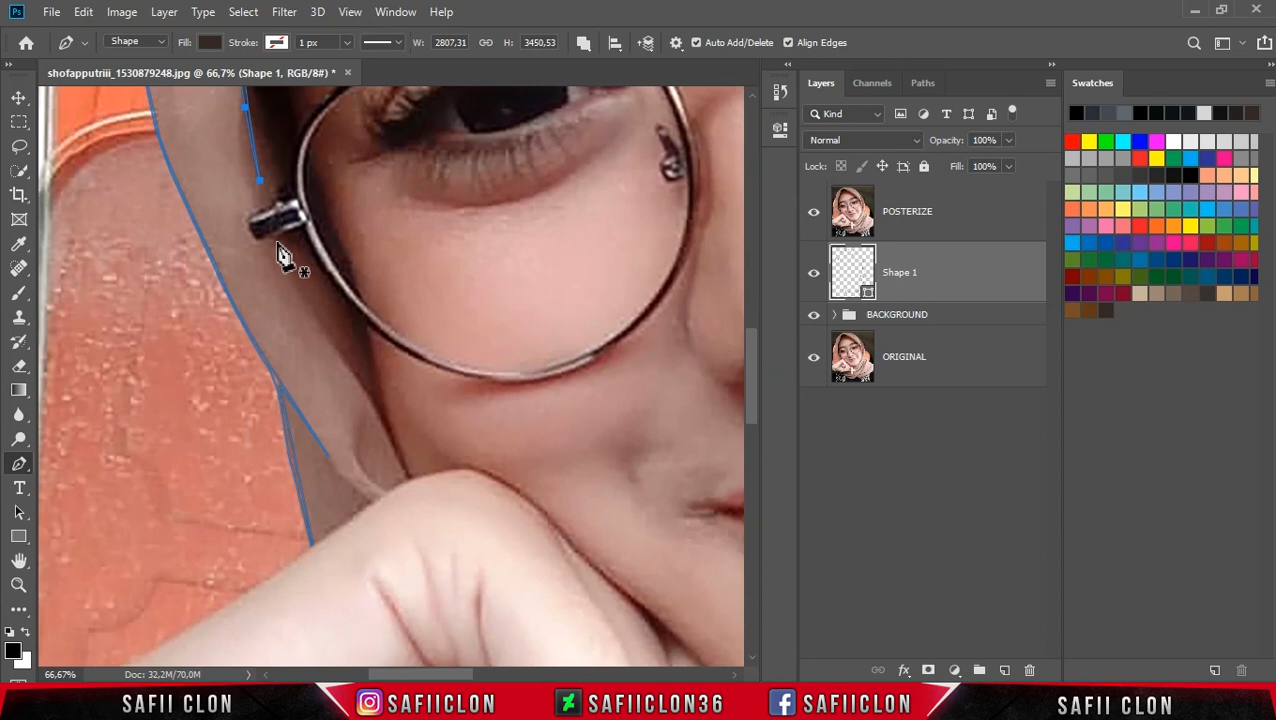 Ps File Edit Image Layer Type Select Filter 3D View Window Help
Shape Fill: Stroke: 1 px W: 2807,31 H: 3450,53 Auto Add/Delete Align Edges
shofapputriii_1530879248.jpg @ 66,7% (Shape 1, RGB/8#) *
Layers Channels Paths
Swatches
Kind
Normal Opacity: 100%
Lock: Fill: 100%
POSTERIZE
Shape 1
BACKGROUND
ORIGINAL
66,67% Doc: 32,2M/70,0M
SAFII CLON SAFIICLON SAFIICLON36 SAFIICLON SAFII CLON